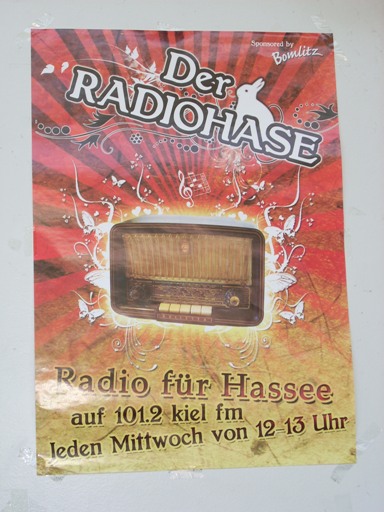 Sponsored by
Bomlitz
Der
RADIOHASE
Radio für Hassee
auf 101.2 kiel fm
Jeden Mittwoch von 12-13 Uhr